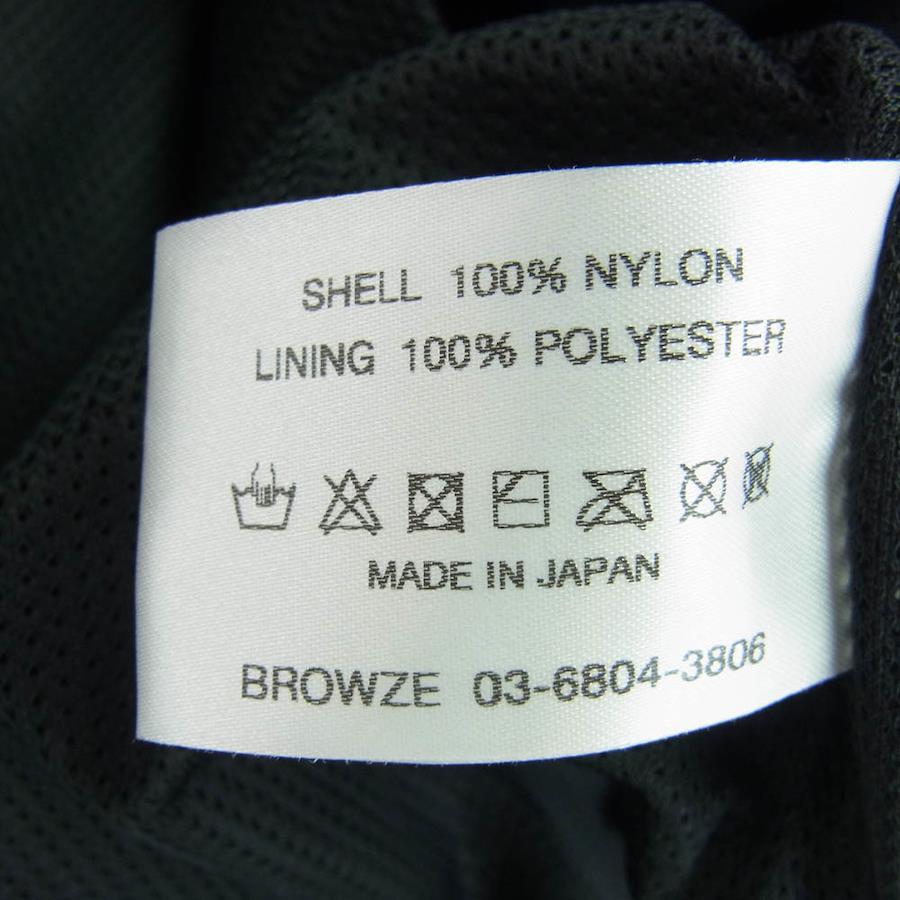 SHELL 100% NYLON
LINING 100% POLYESTER
MADE IN JAPAN
BROWZE 03-6804-3806